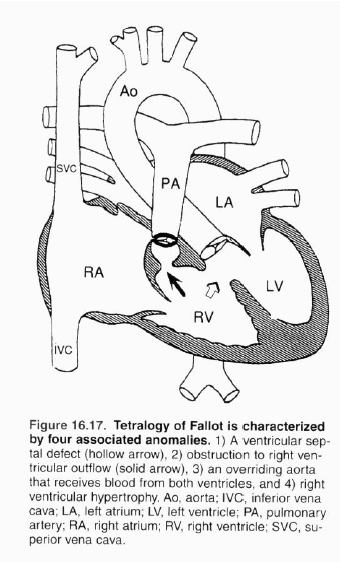 Ao
SVC
PA
LA
RA
LV
RV
IVC
Figure 16.17. Tetralogy of Fallot is characterized
by four associated anomalies. 1) A ventricular sep-
tal defect (hollow arrow), 2) obstruction to right ven-
tricular outflow (solid arrow), 3) an overriding aorta
that receives blood from both ventricles, and 4) right
ventricular hypertrophy. Ao, aorta; IVC, inferior vena
cava; LA, left atrium; LV, left ventricle; PA, pulmonary
artery; RA, right atrium; RV, right ventricle; SVC, su-
perior vena cava.